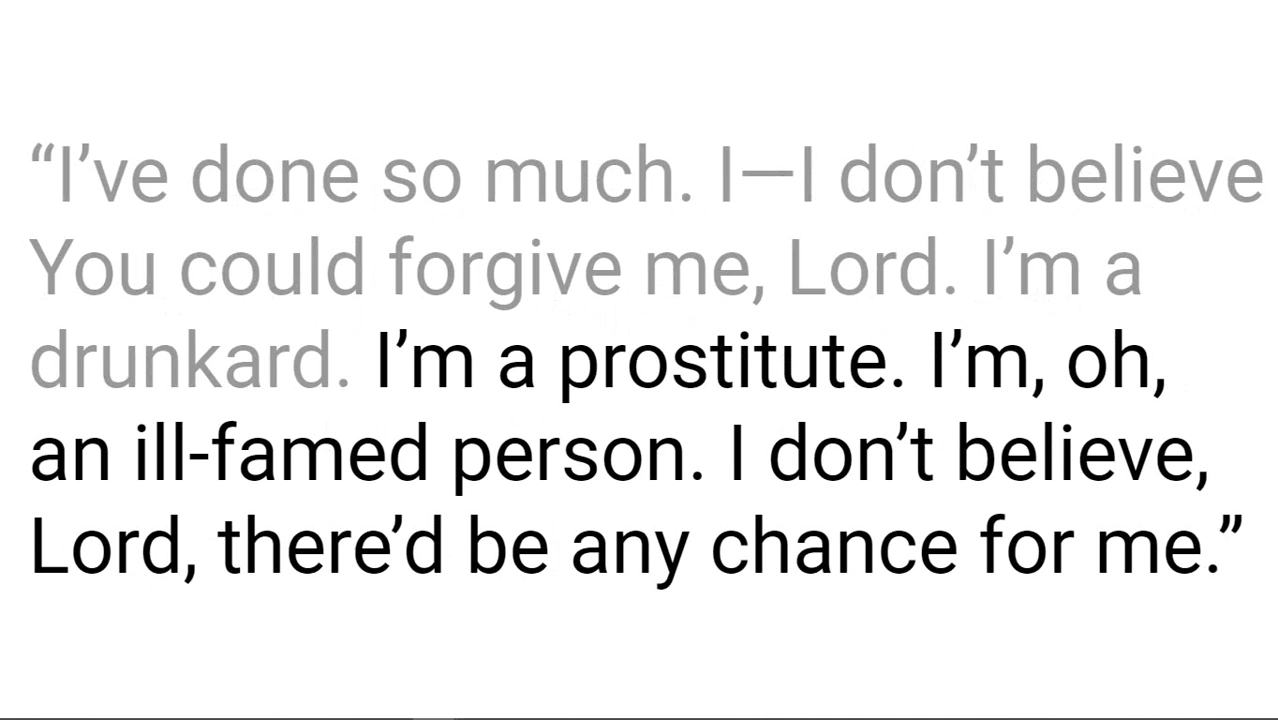 “I’ve done so much. I—I don’t believe
You could forgive me, Lord. I’m a
drunkard. I’m a prostitute. I’m, oh,
an ill-famed person. I don’t believe,
Lord, there’d be any chance for me.”